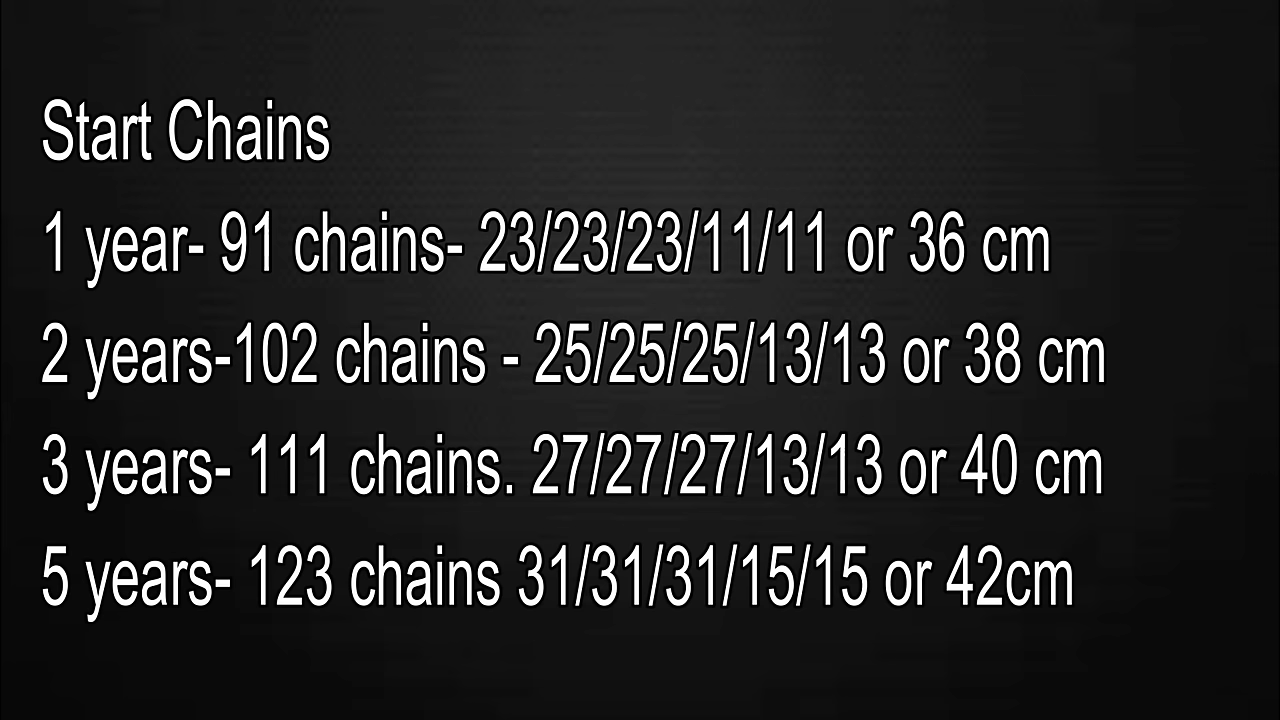 Start Chains
1 year- 91 chains- 23/23/23/11/11 or 36 cm
2 years-102 chains - 25/25/25/13/13 or 38 cm
3 years- 111 chains. 27/27/27/13/13 or 40 cm
5 years- 123 chains 31/31/31/15/15 or 42cm